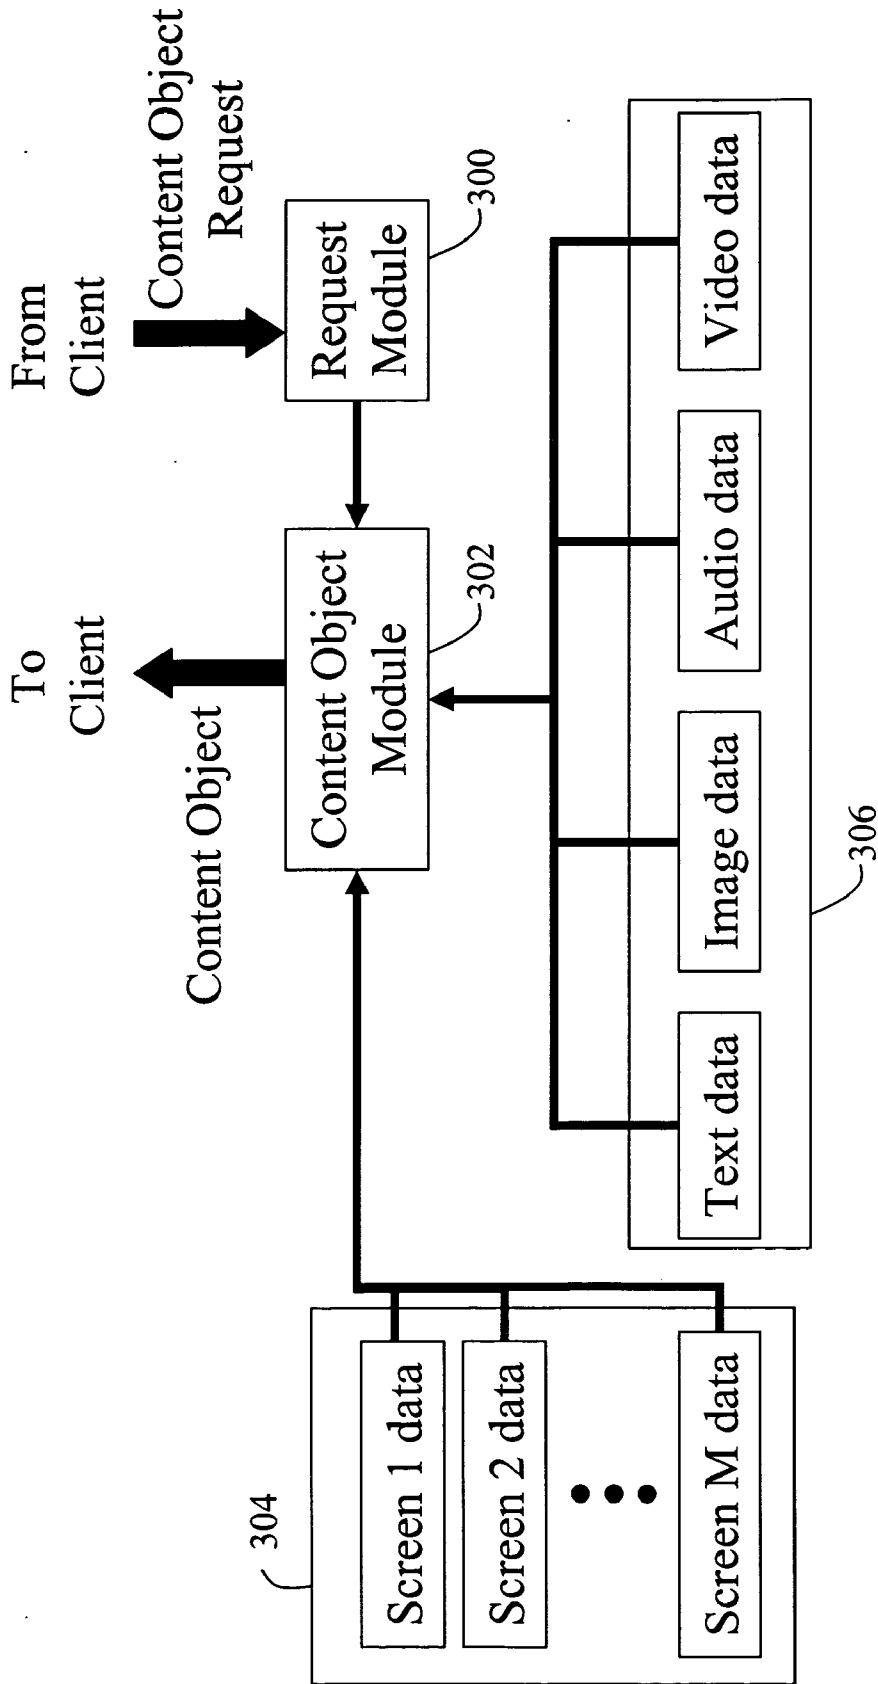 To
Client
From
Client
Content Object
Content Object
Request
Content Object
Module
302
Request
Module
300
304
Screen 1 data
Screen 2 data
Screen M data
Text data
Image data
Audio data
Video data
306